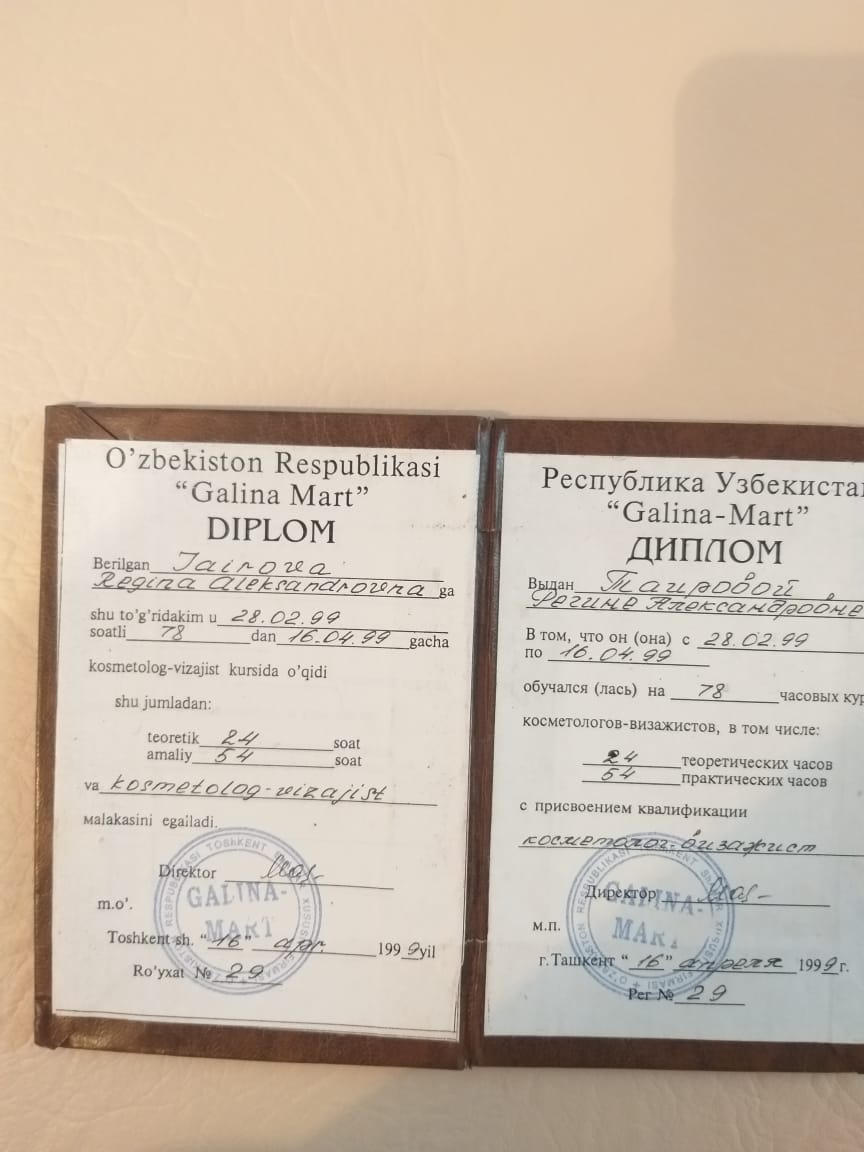 O'zbekiston Respublikasi
“Galina Mart”
DIPLOM
Berilgan Tairova
Regina Aleksandrovna ga
shu to'g'ridakim u 28.02.99
soatli 78 dan 16.04.99 gacha
kosmetolog-vizajist kursida o'qidi
shu jumladan:
teoretik 24 soat
amaliy 54 soat
va kosmetolog-vizajist
malakasini egailadi.
Direktor
m.o'.
Toshkent sh. “16” apr. 1999 yil
Ro'yxat № 29
GALINA-
MART
Республика Узбекистан
“Galina-Mart”
ДИПЛОМ
Выдан Таировой
Регине Александровне
В том, что он (она) с 28.02.99
по 16.04.99
обучался (лась) на 78 часовых кур
косметологов-визажистов, в том числе:
24 теоретических часов
54 практических часов
с присвоением квалификации
косметолог-визажист
Директор
м.п.
г. Ташкент “16” апреля 1999 г.
Рег № 29
GALINA-
MART